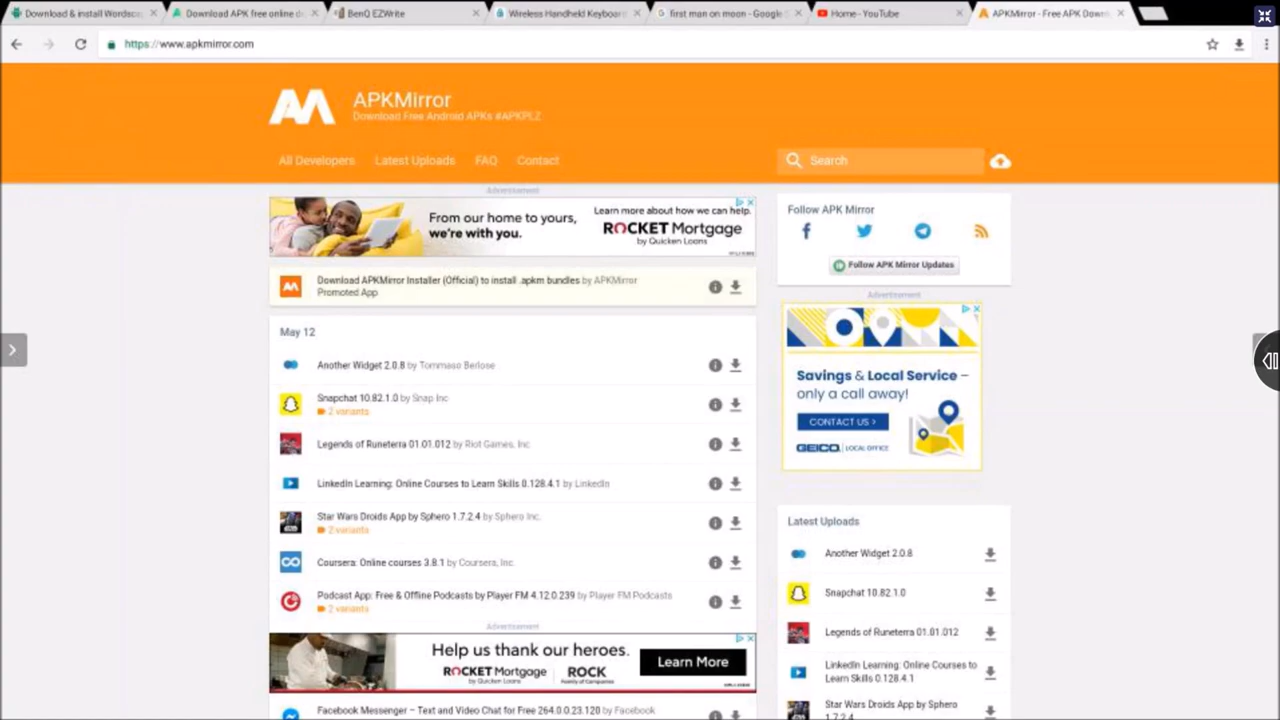 Download & install Wordsc
Download APK free online d
BenQ EZWrite
Wireless Handheld Keyboar
first man on moon - Google S
Home - YouTube
APKMirror - Free APK Down
https://www.apkmirror.com
APKMirror
Download Free Android APKs #APKPLZ
All Developers
Latest Uploads
FAQ
Contact
Search
Advertisement
From our home to yours,
we're with you.
Learn more about how we can help.
ROCKET Mortgage
by Quicken Loans
Follow APK Mirror
Follow APK Mirror Updates
Download APKMirror Installer (Official) to install .apkm bundles by APKMirror
Promoted App
May 12
Another Widget 2.0.8 by Tommaso Berlose
Snapchat 10.82.1.0 by Snap Inc
2 variants
Legends of Runeterra 01.01.012 by Riot Games, Inc
LinkedIn Learning: Online Courses to Learn Skills 0.128.4.1 by LinkedIn
Star Wars Droids App by Sphero 1.7.2.4 by Sphero Inc.
2 variants
Coursera: Online courses 3.8.1 by Coursera, Inc.
Podcast App: Free & Offline Podcasts by Player FM 4.12.0.239 by Player FM Podcasts
2 variants
Advertisement
Help us thank our heroes.
ROCKET Mortgage
by Quicken Loans
ROCK
Family of Companies
Learn More
Facebook Messenger – Text and Video Chat for Free 264.0.0.23.120 by Facebook
Advertisement
Savings & Local Service –
only a call away!
CONTACT US >
GEICO LOCAL OFFICE
Latest Uploads
Another Widget 2.0.8
Snapchat 10.82.1.0
Legends of Runeterra 01.01.012
LinkedIn Learning: Online Courses to
Learn Skills 0.128.4.1
Star Wars Droids App by Sphero
1.7.2.4